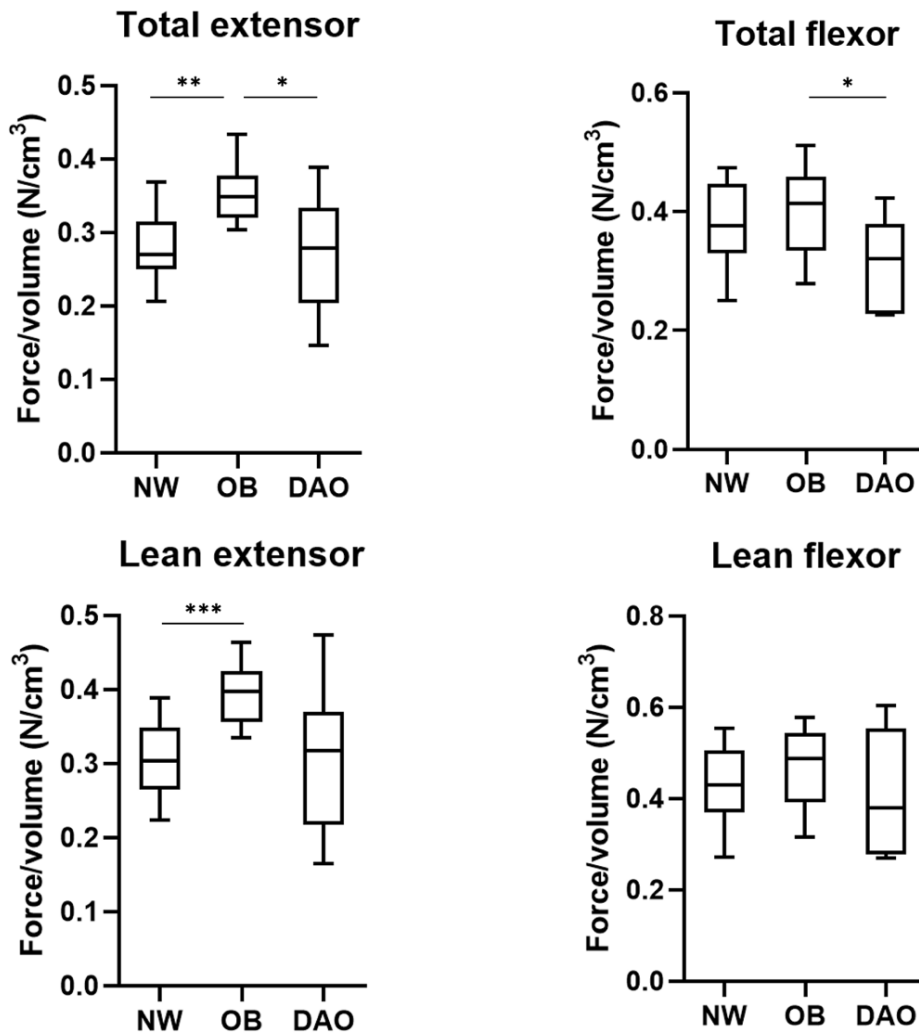 Total extensor
Force/volume (N/cm³)
0.5
0.4
0.3
0.2
0.1
0.0
** *
NW OB DAO
Total flexor
Force/volume (N/cm³)
0.6
0.4
0.2
0.0
*
NW OB DAO
Lean extensor
Force/volume (N/cm³)
0.5
0.4
0.3
0.2
0.1
0.0
***
NW OB DAO
Lean flexor
Force/volume (N/cm³)
0.8
0.6
0.4
0.2
0.0
NW OB DAO